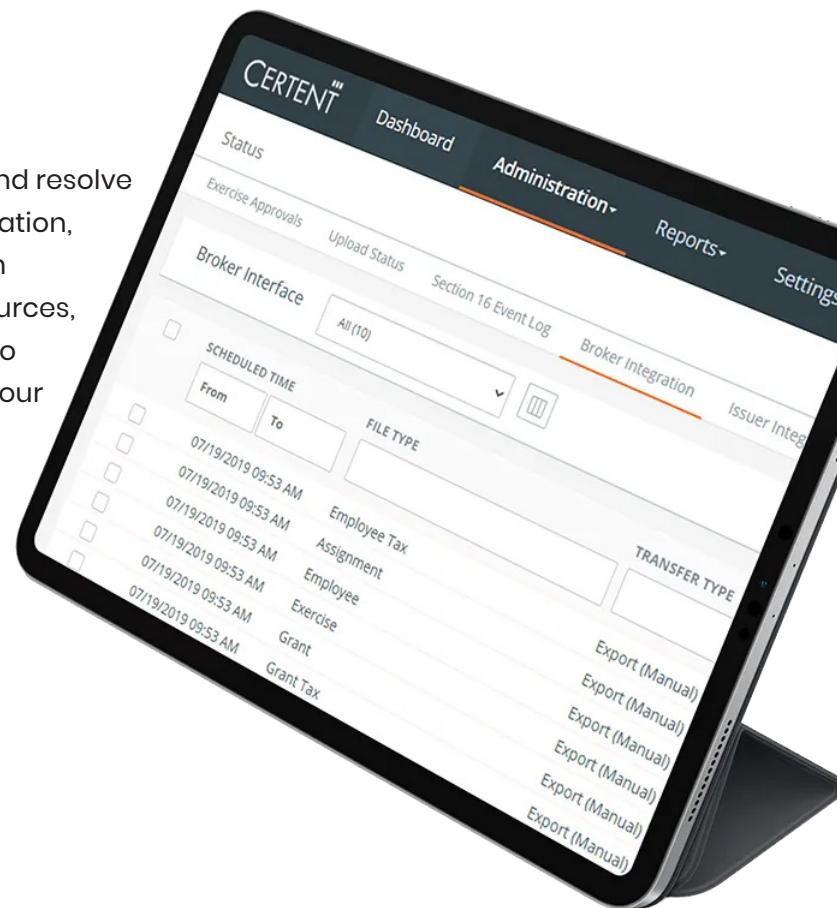 nd resolve
ation,
n
urces,
o
our
CERTENT
Dashboard
Administration
Reports
Settings
Status
Exercise Approvals
Upload Status
Section 16 Event Log
Broker Integration
Issuer Integ
Broker Interface
All (10)
SCHEDULED TIME
FILE TYPE
TRANSFER TYPE
From
To
07/19/2019 09:53 AM Employee Tax Export (Manual)
07/19/2019 09:53 AM Assignment Export (Manual)
07/19/2019 09:53 AM Employee Export (Manual)
07/19/2019 09:53 AM Exercise Export (Manual)
07/19/2019 09:53 AM Grant Export (Manual)
07/19/2019 09:53 AM Grant Tax Export (Manual)